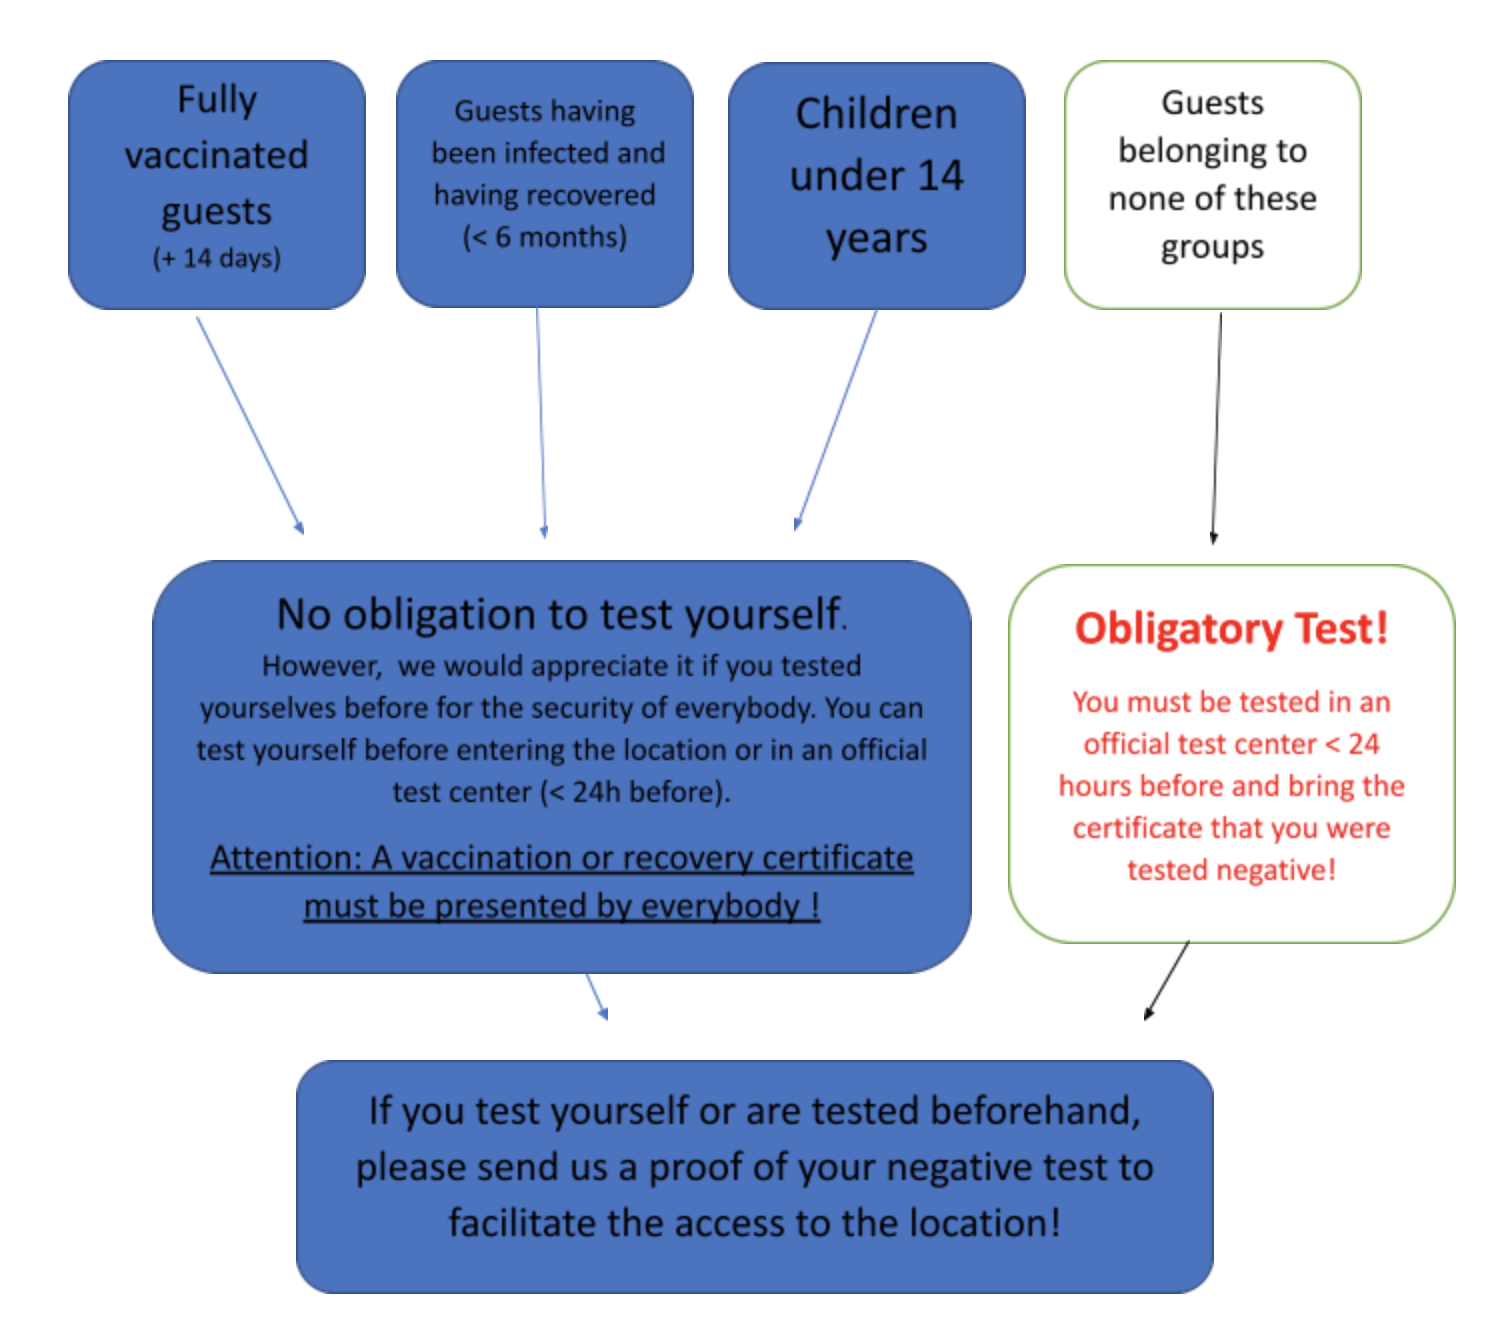 Fully
vaccinated
guests
(+ 14 days)
Guests having
been infected and
having recovered
(< 6 months)
Children
under 14
years
Guests
belonging to
none of these
groups
No obligation to test yourself.
However,  we would appreciate it if you tested
yourselves before for the security of everybody. You can
test yourself before entering the location or in an official
test center (< 24h before).
Attention: A vaccination or recovery certificate
must be presented by everybody !
Obligatory Test!
You must be tested in an
official test center < 24
hours before and bring the
certificate that you were
tested negative!
If you test yourself or are tested beforehand,
please send us a proof of your negative test to
facilitate the access to the location!